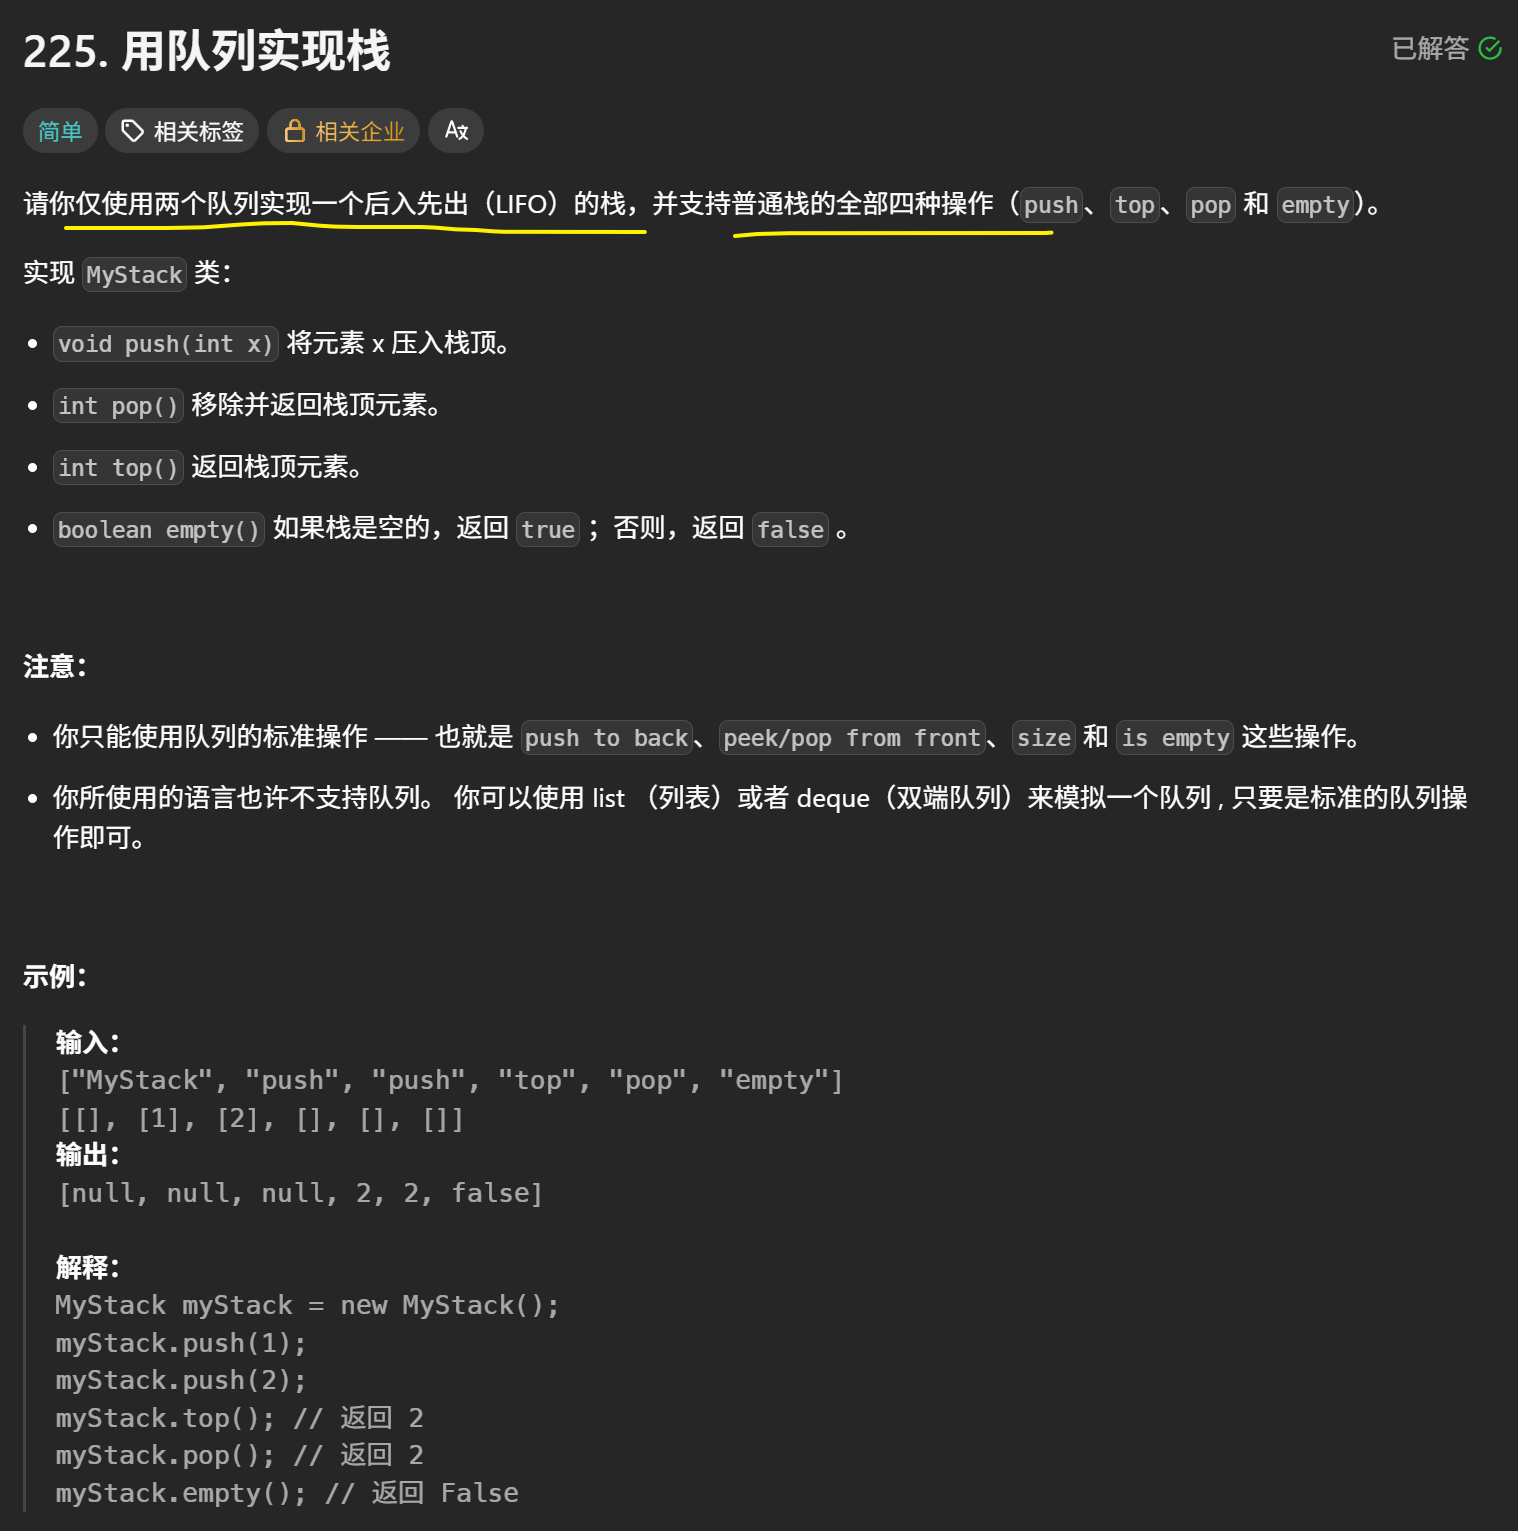 225. 用队列实现栈
已解答
简单 相关标签 相关企业
请你仅使用两个队列实现一个后入先出（LIFO）的栈，并支持普通栈的全部四种操作（push、top、pop 和 empty）。
实现 MyStack 类：
void push(int x) 将元素 x 压入栈顶。
int pop() 移除并返回栈顶元素。
int top() 返回栈顶元素。
boolean empty() 如果栈是空的，返回 true ；否则，返回 false 。
注意：
你只能使用队列的标准操作 —— 也就是 push to back、peek/pop from front、size 和 is empty 这些操作。
你所使用的语言也许不支持队列。 你可以使用 list （列表）或者 deque（双端队列）来模拟一个队列 , 只要是标准的队列操
作即可。
示例：
输入：
["MyStack", "push", "push", "top", "pop", "empty"]
[[], [1], [2], [], [], []]
输出：
[null, null, null, 2, 2, false]
解释：
MyStack myStack = new MyStack();
myStack.push(1);
myStack.push(2);
myStack.top(); // 返回 2
myStack.pop(); // 返回 2
myStack.empty(); // 返回 False